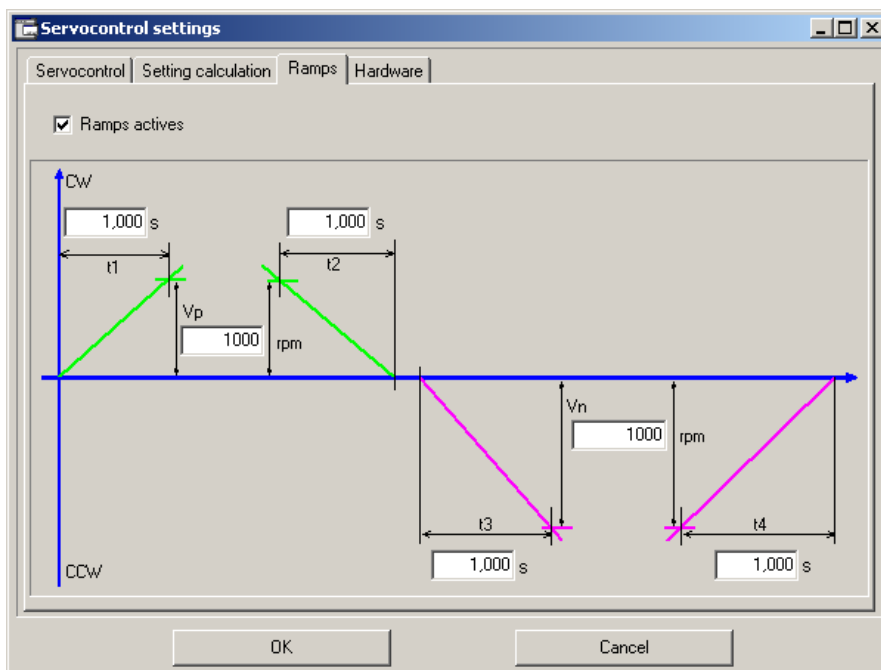 Servocontrol settings
Servocontrol Setting calculation Ramps Hardware
Ramps actives
CW
1,000 s 1,000 s
t1 t2
Vp
1000 rpm
Vn
1000 rpm
t3 t4
1,000 s 1,000 s
CCW
OK Cancel